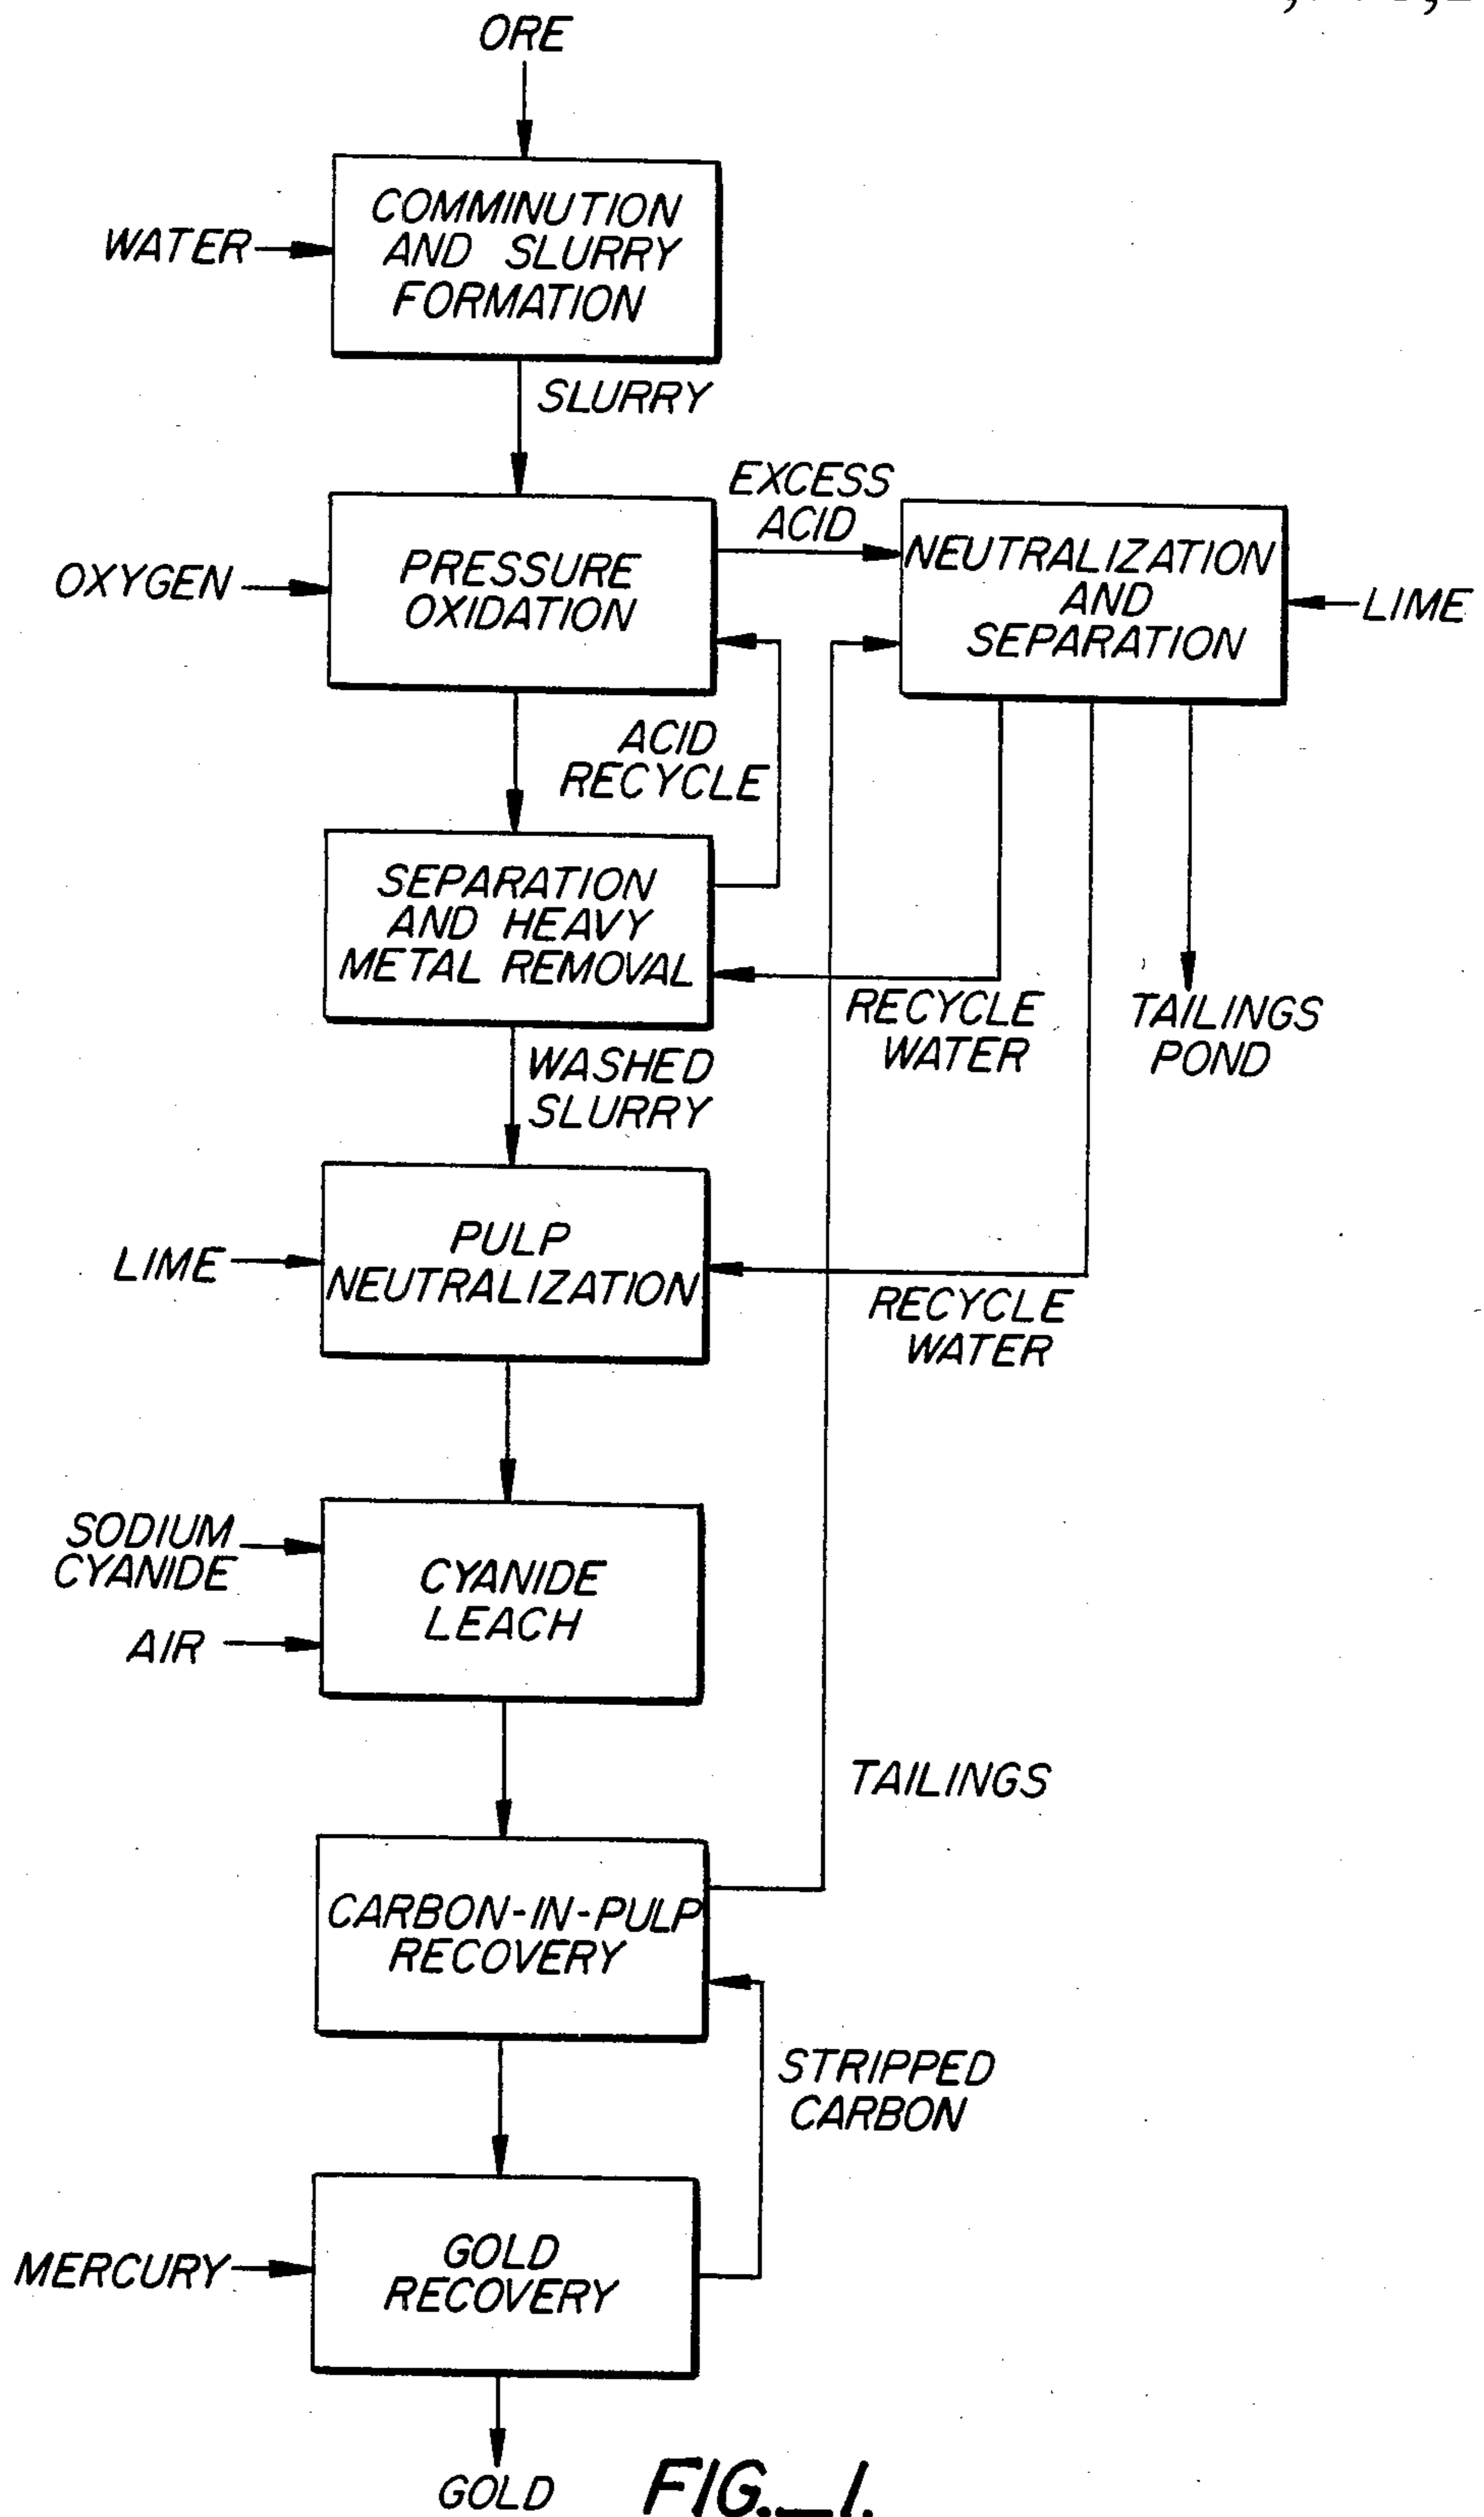 ORE
COMMINUTION
AND SLURRY
FORMATION
WATER
SLURRY
EXCESS
ACID
PRESSURE
OXIDATION
OXYGEN
NEUTRALIZATION
AND
SEPARATION
LIME
ACID
RECYCLE
SEPARATION
AND HEAVY
METAL REMOVAL
RECYCLE
WATER
TAILINGS
POND
WASHED
SLURRY
PULP
NEUTRALIZATION
LIME
RECYCLE
WATER
SODIUM
CYANIDE
AIR
CYANIDE
LEACH
TAILINGS
CARBON-IN-PULP
RECOVERY
STRIPPED
CARBON
MERCURY
GOLD
RECOVERY
GOLD
FIG._1.